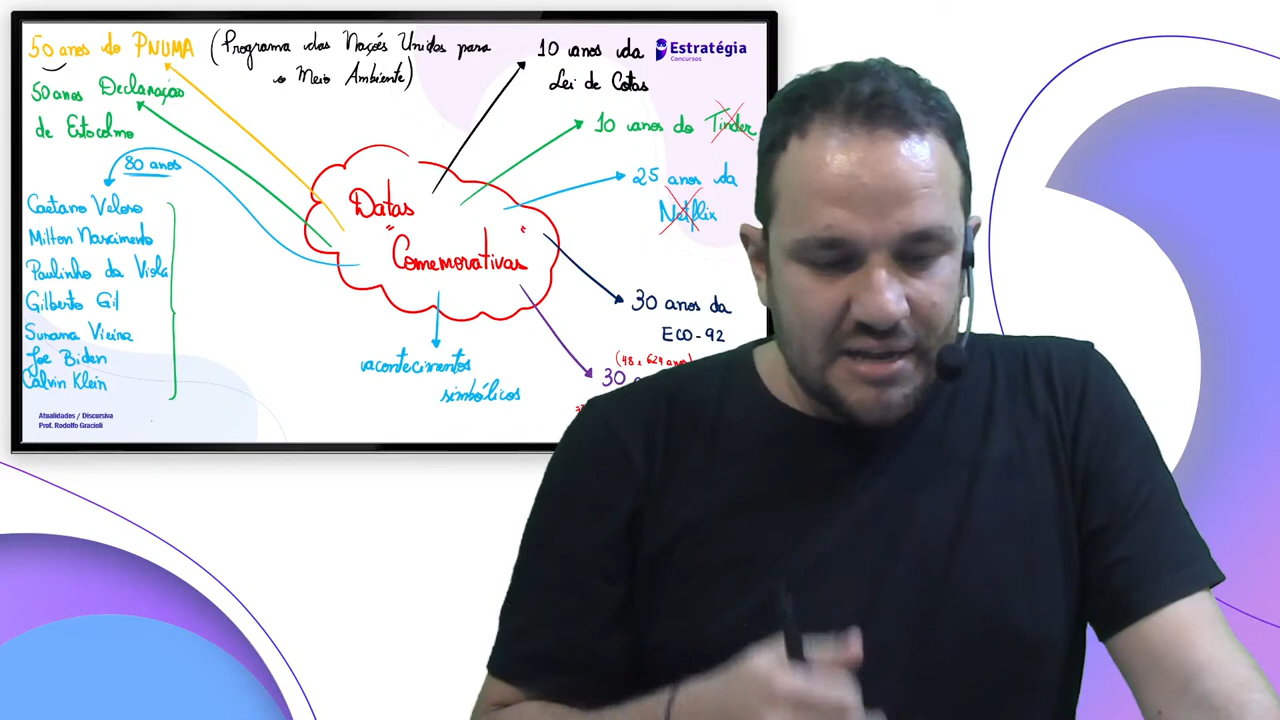 50 anos do PNUMA (Programa das Nações Unidas para
o Meio Ambiente)
50 anos Declaração
de Estocolmo
80 anos
Caetano Veloso
Milton Nascimento
Paulinho da Viola
Gilberto Gil
Susana Vieira
Joe Biden
Calvin Klein
Atualidades / Discursiva
Prof. Rodolfo Gracioli
Datas
"Comemorativas"
acontecimentos
simbólicos
10 anos da
Lei de Cotas
Estratégia
Concursos
10 anos do Tinder
25 anos da
Netflix
30 anos da
ECO-92
30